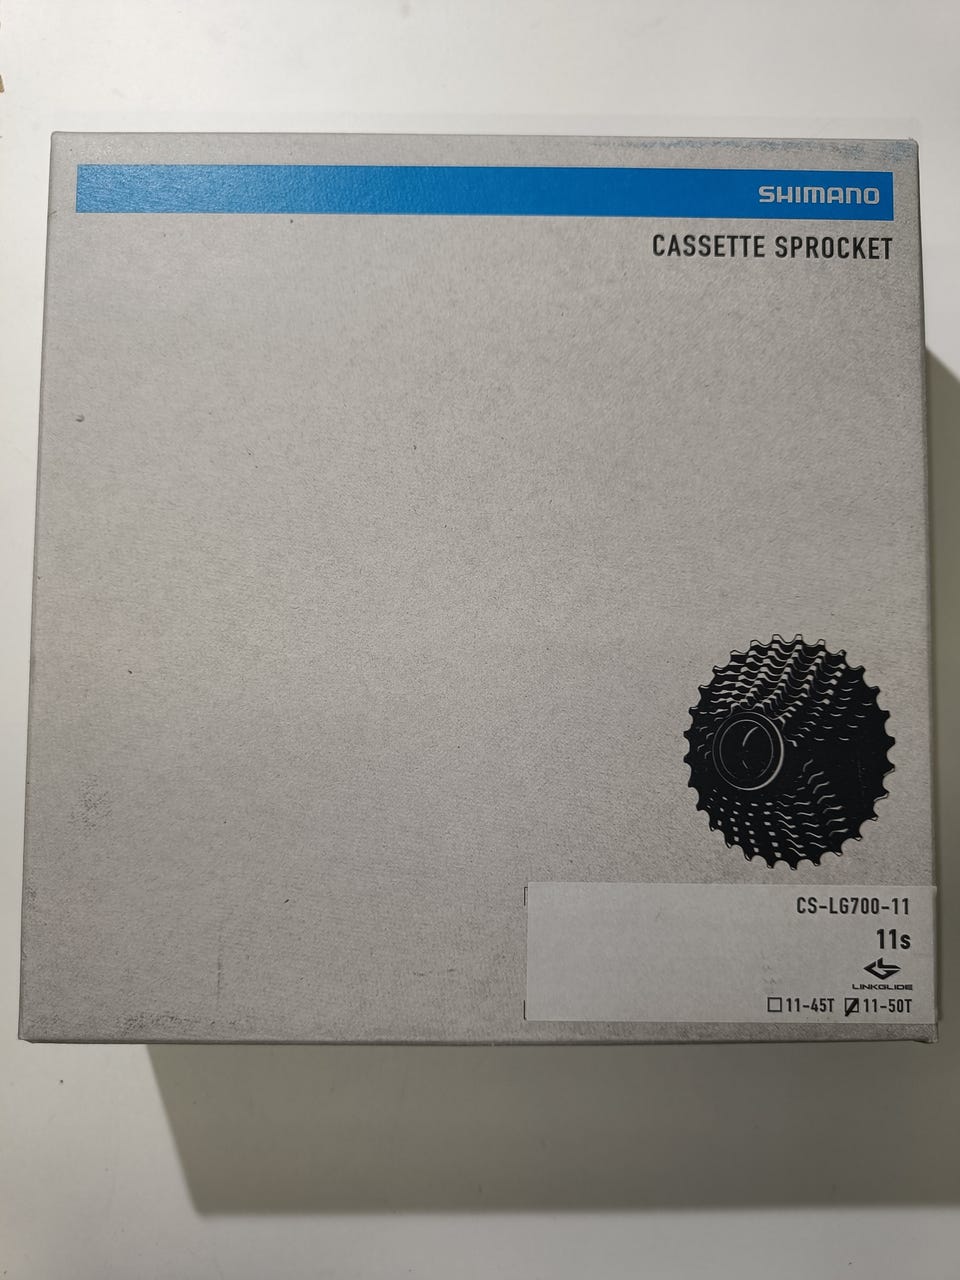 SHIMANO
CASSETTE SPROCKET
CS-LG700-11
11s
LINKGLIDE
11-45T 11-50T